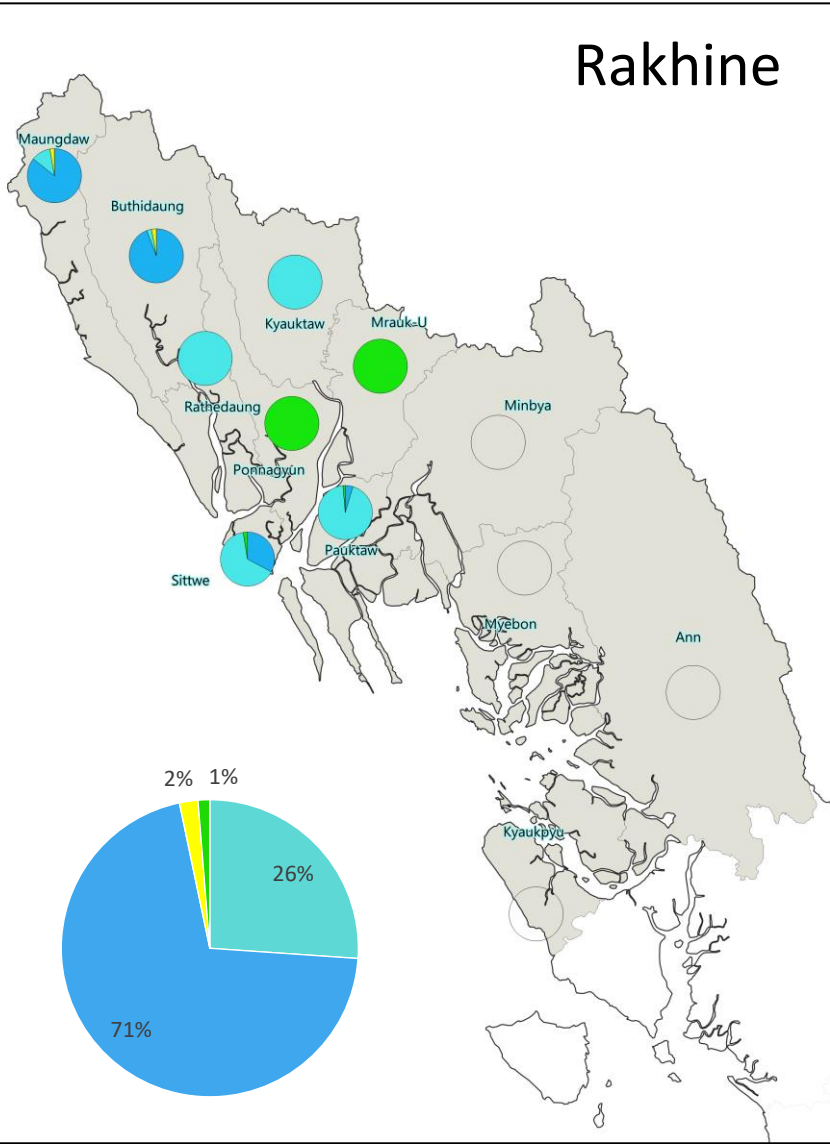 Rakhine
Maungdaw
Buthidaung
Kyauktaw
Mrauk-U
Rathedaung
Minbya
Ponnagyun
Pauktaw
Sittwe
Myebon
Ann
2%
1%
Kyaukpyu
26%
71%